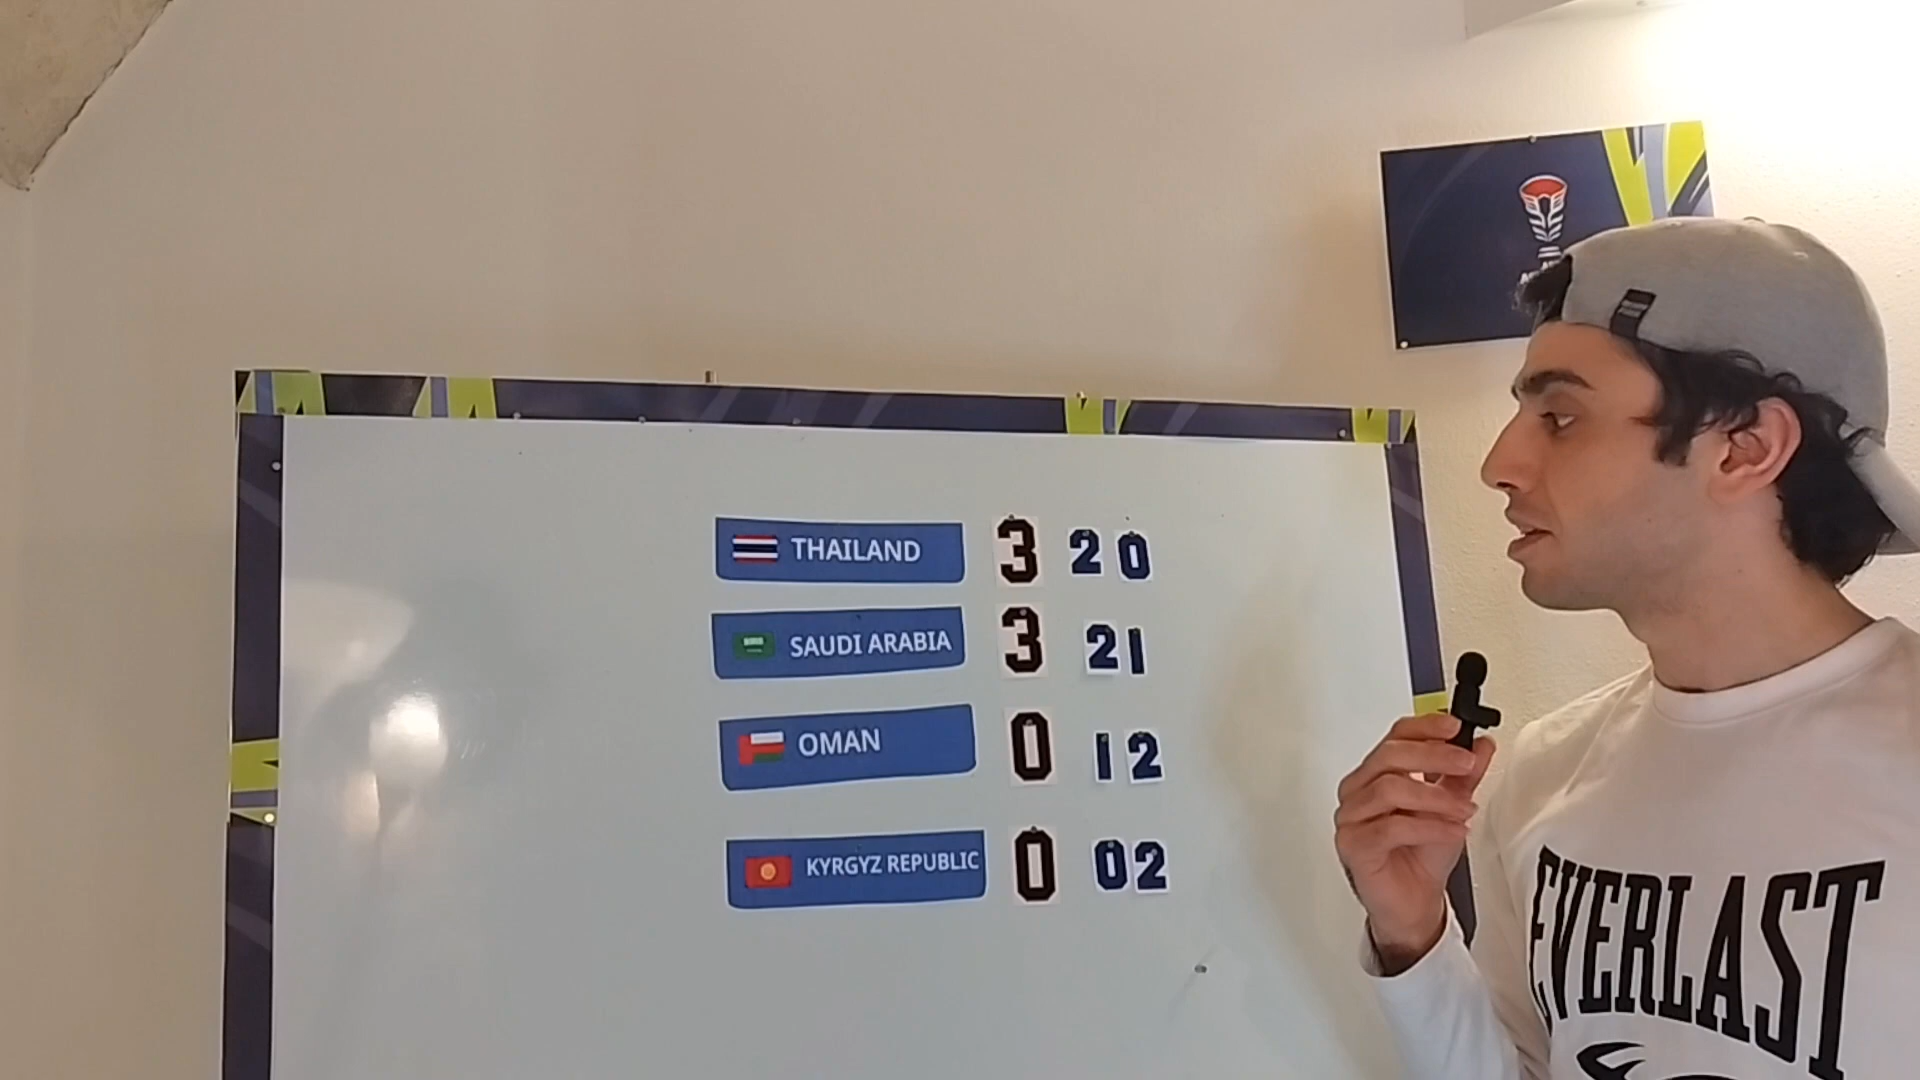 THAILAND 3 2 0
SAUDI ARABIA 3 2 1
OMAN 0 1 2
KYRGYZ REPUBLIC 0 0 2
EVERLAST